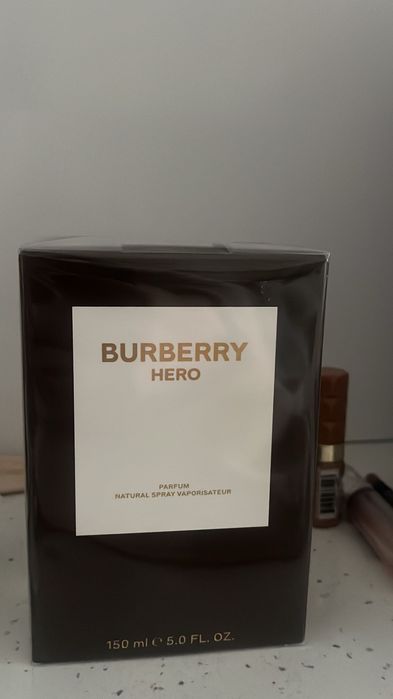 BURBERRY
HERO
PARFUM
NATURAL SPRAY VAPORISATEUR
150 ml ℮ 5.0 FL. OZ.